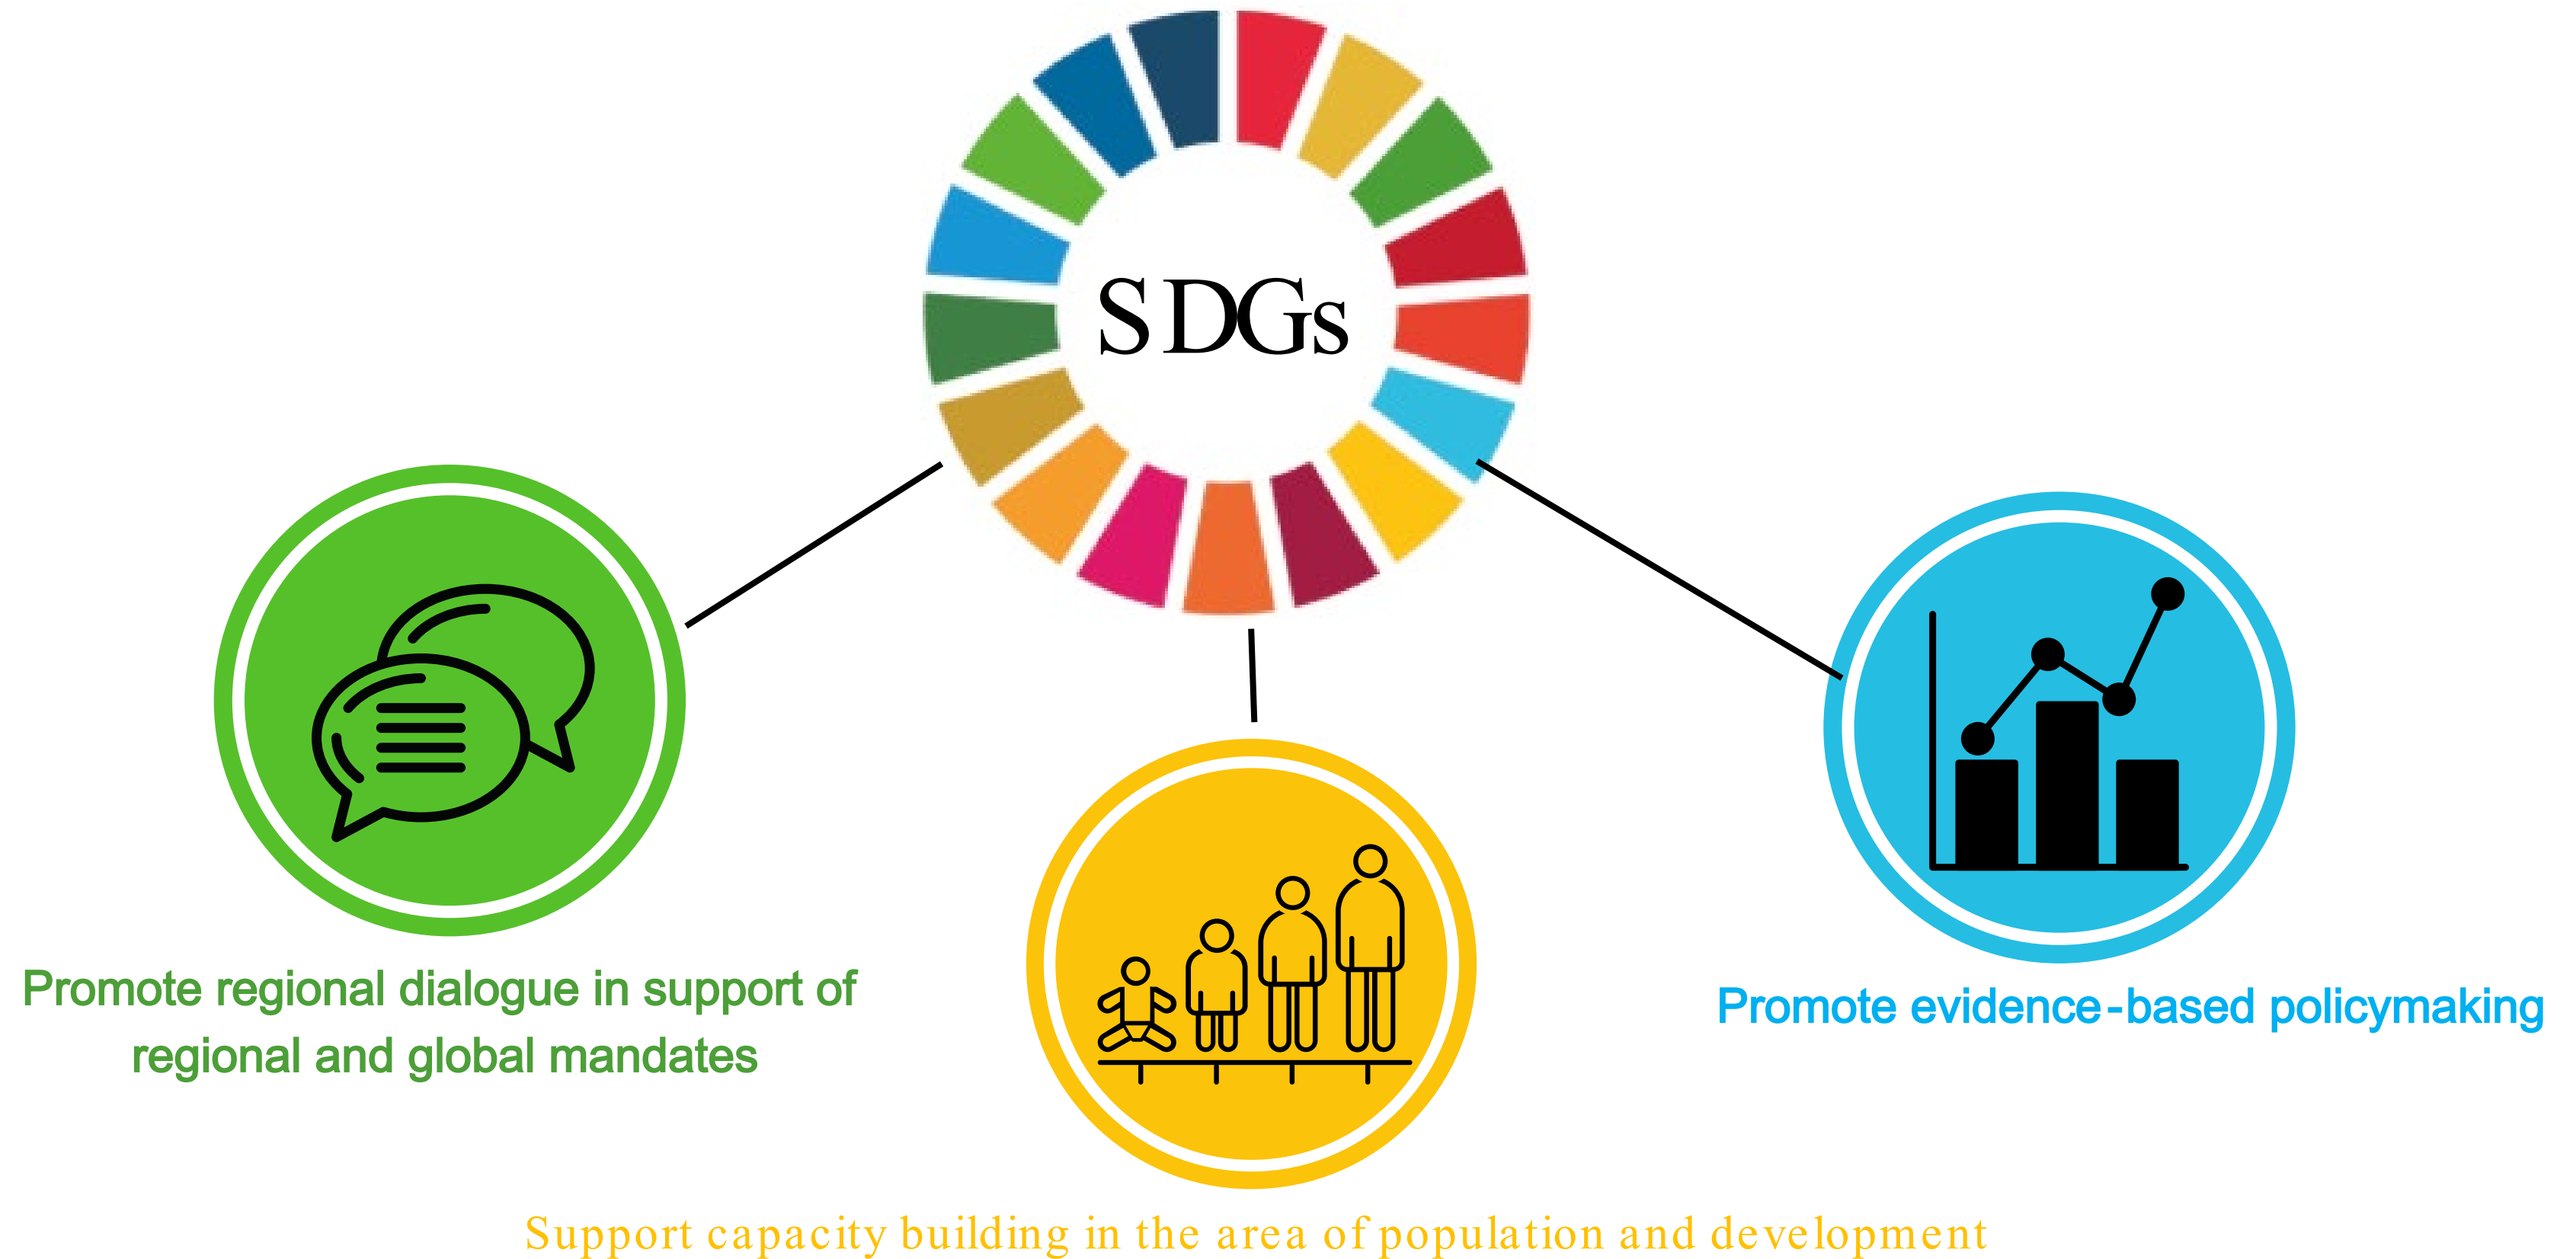 SDGs
Promote regional dialogue in support of
regional and global mandates
Promote evidence-based policymaking
Support capacity building in the area of population and development